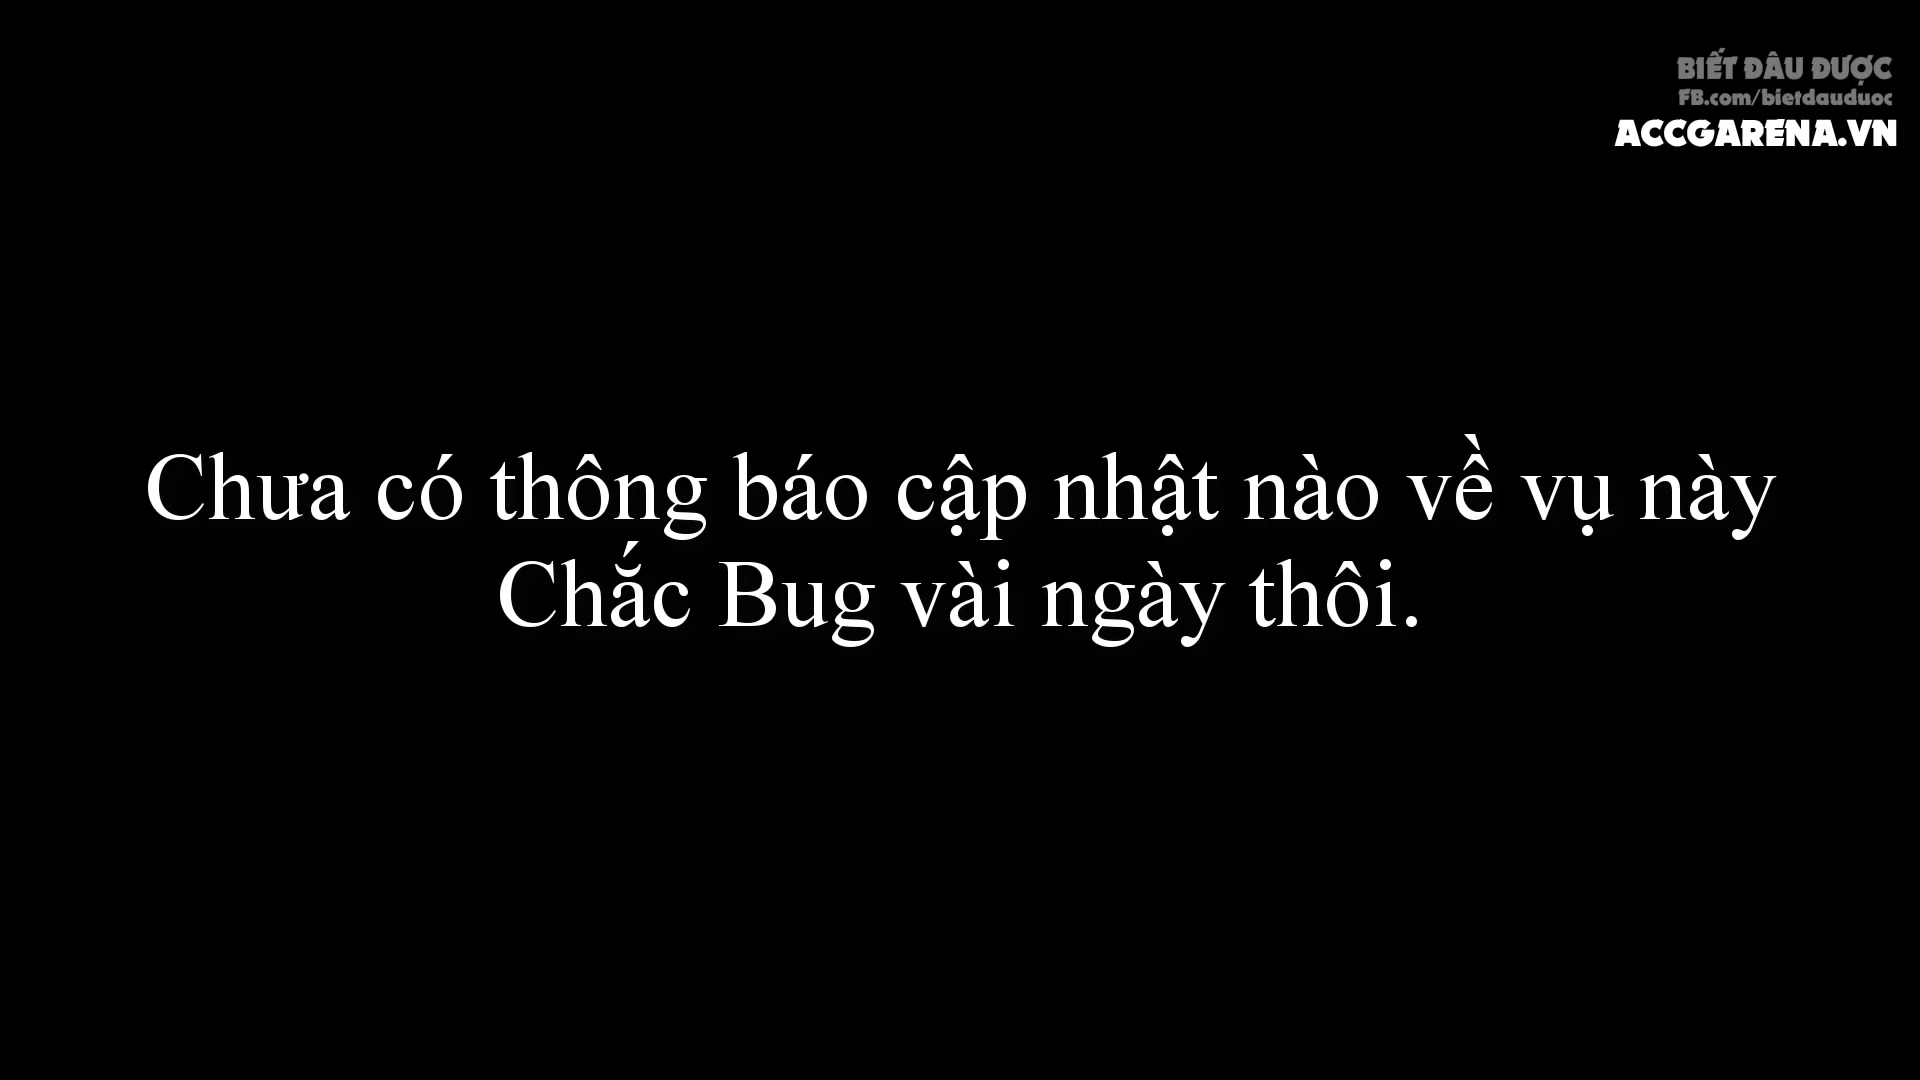 BIẾT ĐÂU ĐƯỢC
FB.com/bietdauduoc
ACCGARENA.VN
Chưa có thông báo cập nhật nào về vụ này
Chắc Bug vài ngày thôi.